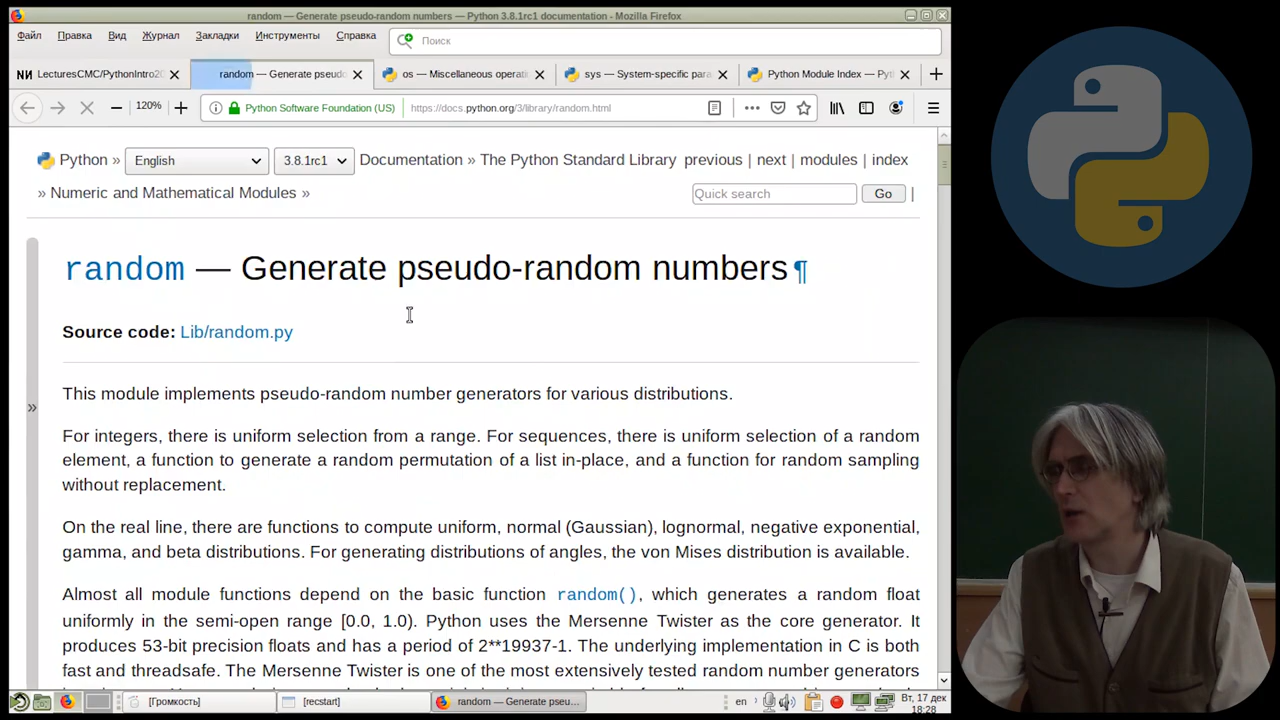 random — Generate pseudo-random numbers — Python 3.8.1rc1 documentation - Mozilla Firefox
Файл Правка Вид Журнал Закладки Инструменты Справка Поиск
LecturesCMC/PythonIntro20 random — Generate pseudo os — Miscellaneous operati sys — System-specific para Python Module Index — Pyt
120% Python Software Foundation (US) https://docs.python.org/3/library/random.html
Python » English 3.8.1rc1 Documentation » The Python Standard Library previous | next | modules | index
» Numeric and Mathematical Modules » Quick search Go |
random — Generate pseudo-random numbers¶
Source code: Lib/random.py
»
This module implements pseudo-random number generators for various distributions.
For integers, there is uniform selection from a range. For sequences, there is uniform selection of a random
element, a function to generate a random permutation of a list in-place, and a function for random sampling
without replacement.
On the real line, there are functions to compute uniform, normal (Gaussian), lognormal, negative exponential,
gamma, and beta distributions. For generating distributions of angles, the von Mises distribution is available.
Almost all module functions depend on the basic function random(), which generates a random float
uniformly in the semi-open range [0.0, 1.0). Python uses the Mersenne Twister as the core generator. It
produces 53-bit precision floats and has a period of 2**19937-1. The underlying implementation in C is both
fast and threadsafe. The Mersenne Twister is one of the most extensively tested random number generators
[Громкость] [recstart] random — Generate pseu... en Вт, 17 дек
18:28